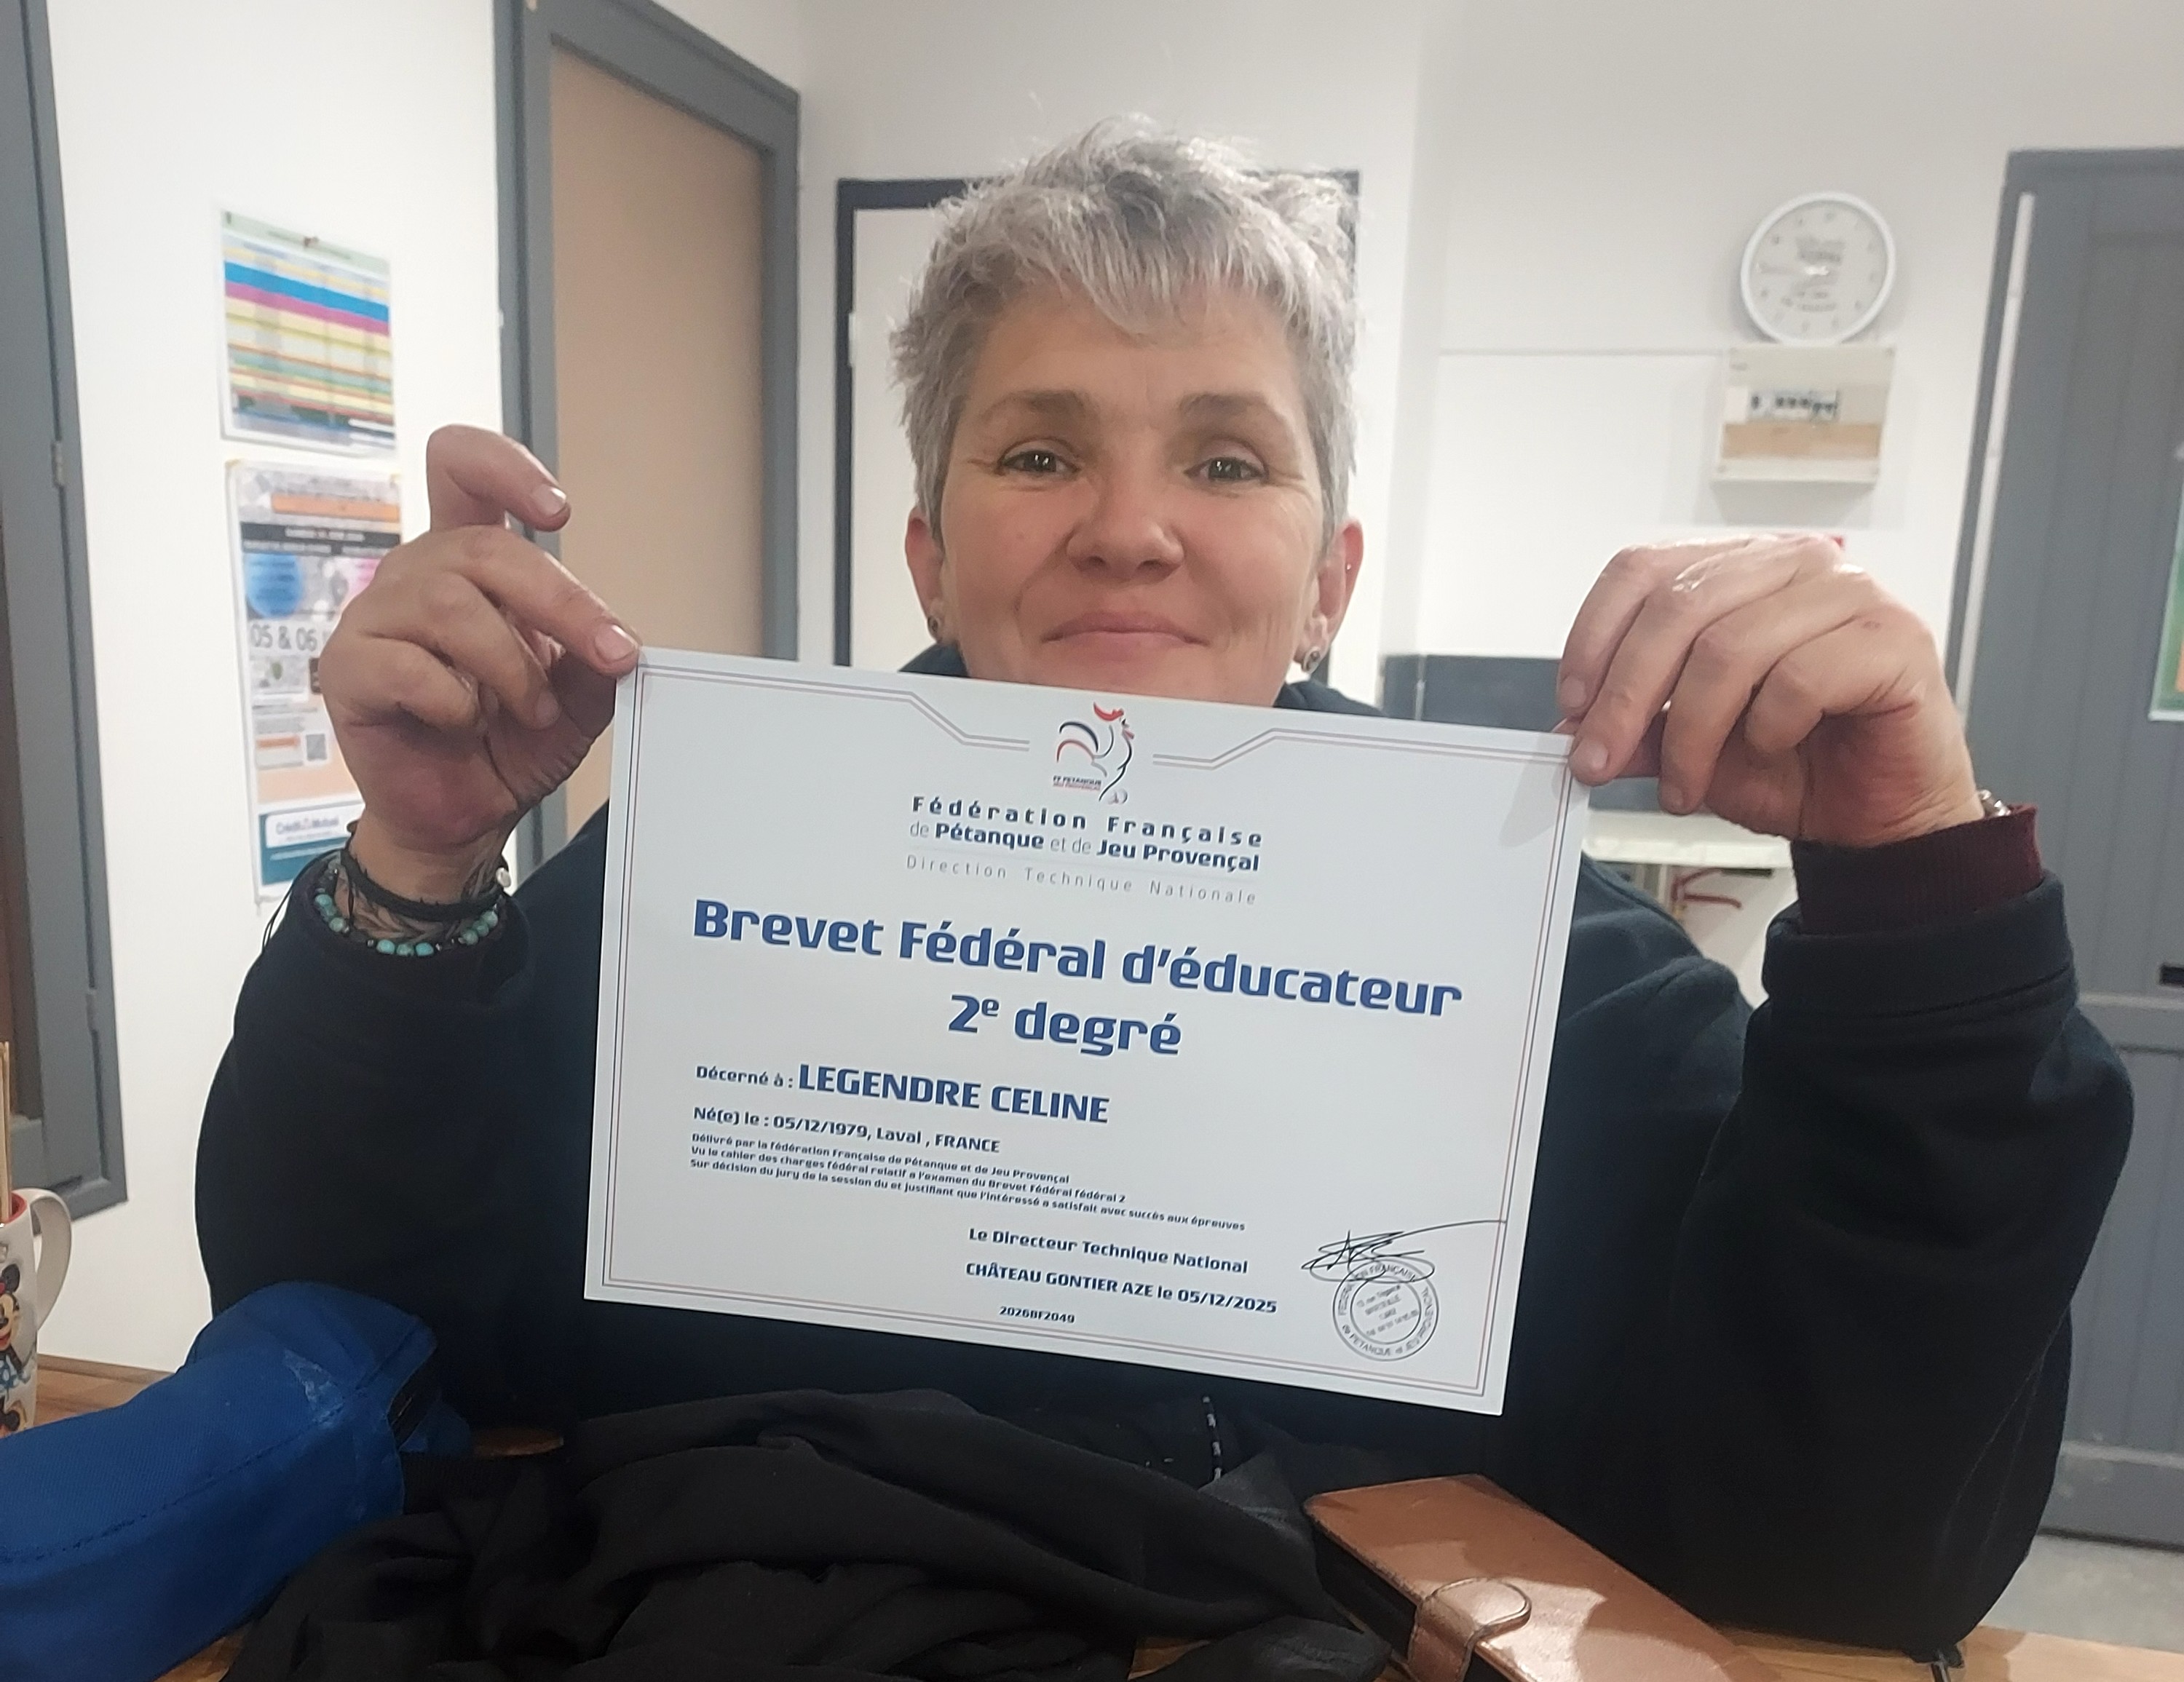 05 & 06
Crédit Mutuel
FF PETANQUE
Fédération Française
de Pétanque et de Jeu Provençal
Direction Technique Nationale
Brevet Fédéral d'éducateur
2e degré
Décerné à : LEGENDRE CELINE
Né(e) le : 05/12/1979, Laval , FRANCE
Délivré par la fédération Française de Pétanque et de Jeu Provençal
Vu le cahier des charges fédéral relatif a l'examen du Brevet Fédéral fédéral 2
Sur décision du jury de la session du et justifiant que l'intéressé a satisfait avec succès aux épreuves
Le Directeur Technique National
CHÂTEAU GONTIER AZE le 05/12/2025
2026BF2049